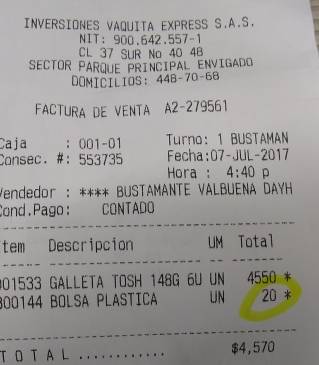 INVERSIONES VAQUITA EXPRESS S.A.S.
NIT: 900.642.557-1
CL 37 SUR No 40 48
SECTOR PARQUE PRINCIPAL ENVIGADO
DOMICILIOS: 448-70-68
FACTURA DE VENTA A2-279561
Caja : 001-01 Turno: 1 BUSTAMAN
Consec. #: 553735 Fecha:07-JUL-2017
Hora : 4:40 p
Vendedor : **** BUSTAMANTE VALBUENA DAYH
Cond.Pago: CONTADO
tem Descripcion UM Total
001533 GALLETA TOSH 148G 6U UN 4550 *
800144 BOLSA PLASTICA UN 20 *
T O T A L ............ $4,570